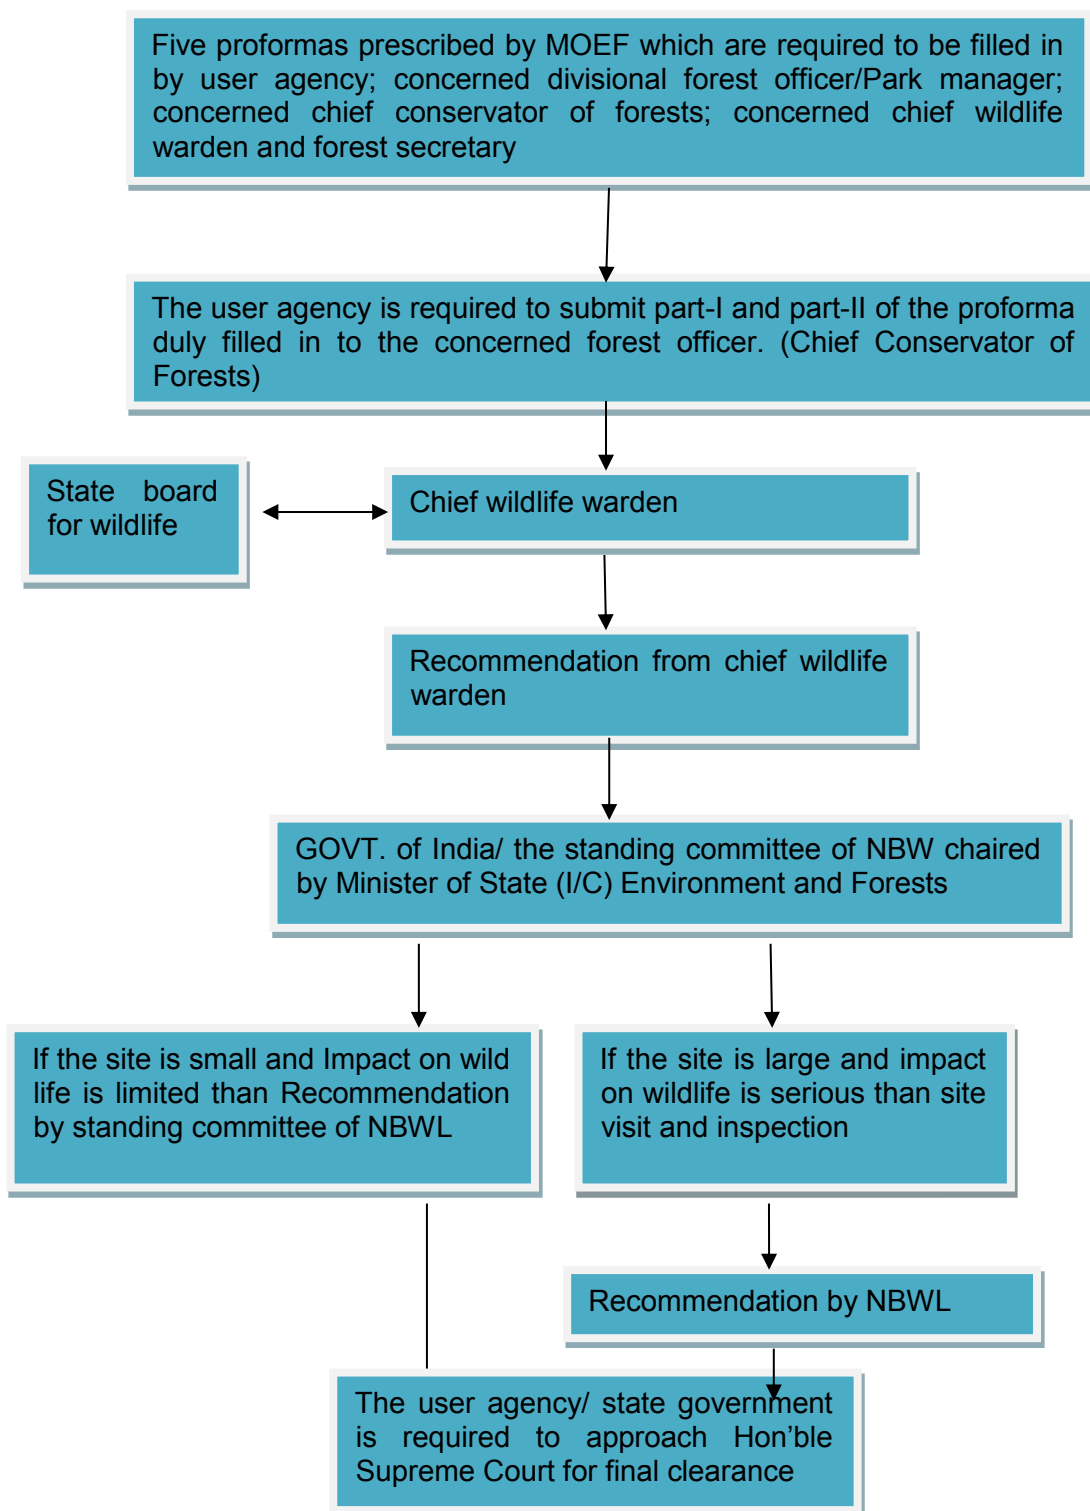 Five proformas prescribed by MOEF which are required to be filled in
by user agency; concerned divisional forest officer/Park manager;
concerned chief conservator of forests; concerned chief wildlife
warden and forest secretary
The user agency is required to submit part-I and part-II of the proforma
duly filled in to the concerned forest officer. (Chief Conservator of
Forests)
State board
for wildlife
Chief wildlife warden
Recommendation from chief wildlife
warden
GOVT. of India/ the standing committee of NBW chaired
by Minister of State (I/C) Environment and Forests
If the site is small and Impact on wild
life is limited than Recommendation
by standing committee of NBWL
If the site is large and impact
on wildlife is serious than site
visit and inspection
Recommendation by NBWL
The user agency/ state government
is required to approach Hon’ble
Supreme Court for final clearance